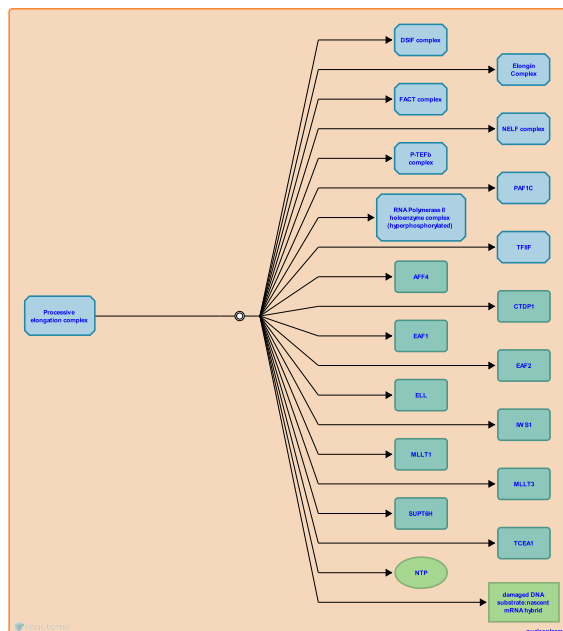 DSIF complex
Elongin
Complex
FACT complex
NELF complex
P-TEFb
complex
PAF1C
RNA Polymerase II
holoenzyme complex
(hyperphosphorylated)
TFIIF
AFF4
Processive
elongation complex
CTDP1
EAF1
EAF2
ELL
IWS1
MLLT1
MLLT3
SUPT6H
TCEA1
NTP
damaged DNA
substrate:nascent
mRNA hybrid
reactome